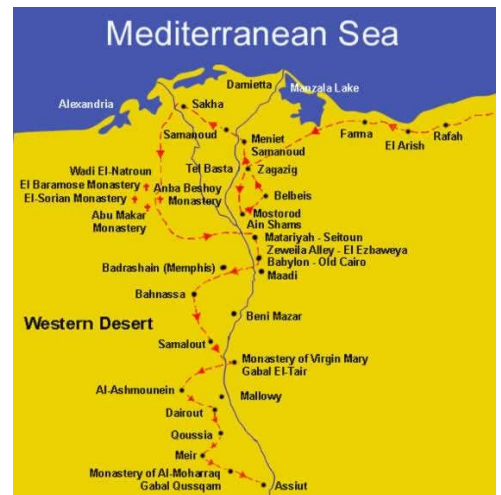 Mediterranean Sea
Damietta
Manzala Lake
Alexandria
Sakha
Samanoud
Meniet
Samanoud
Farma
El Arish
Rafah
Tel Basta
Zagazig
Wadi El-Natroun
El Baramose Monastery
El-Sorian Monastery
Anba Beshoy
Monastery
Abu Makar
Monastery
Belbeis
Mostorod
Ain Shams
Matariyah - Seitoun
Zeweila Alley - El Ezbaweya
Babylon - Old Cairo
Maadi
Badrashain (Memphis)
Bahnassa
Western Desert
Beni Mazar
Samalout
Monastery of Virgin Mary
Gabal El-Tair
Al-Ashmounein
Mallowy
Dairout
Qoussia
Meir
Monastery of Al-Moharraq
Gabal Qussqam
Assiut